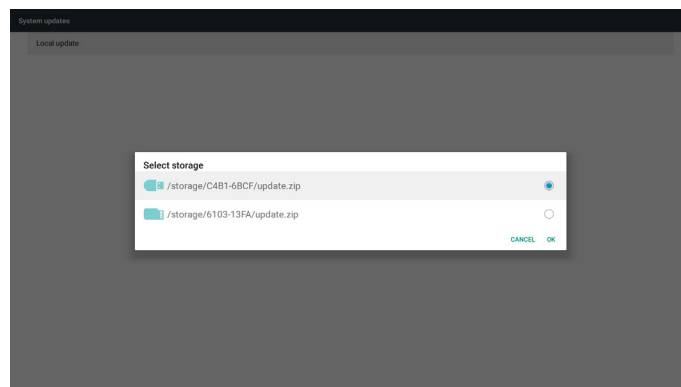 System updates
Local update
Select storage
/storage/C4B1-6BCF/update.zip
/storage/6103-13FA/update.zip
CANCEL OK